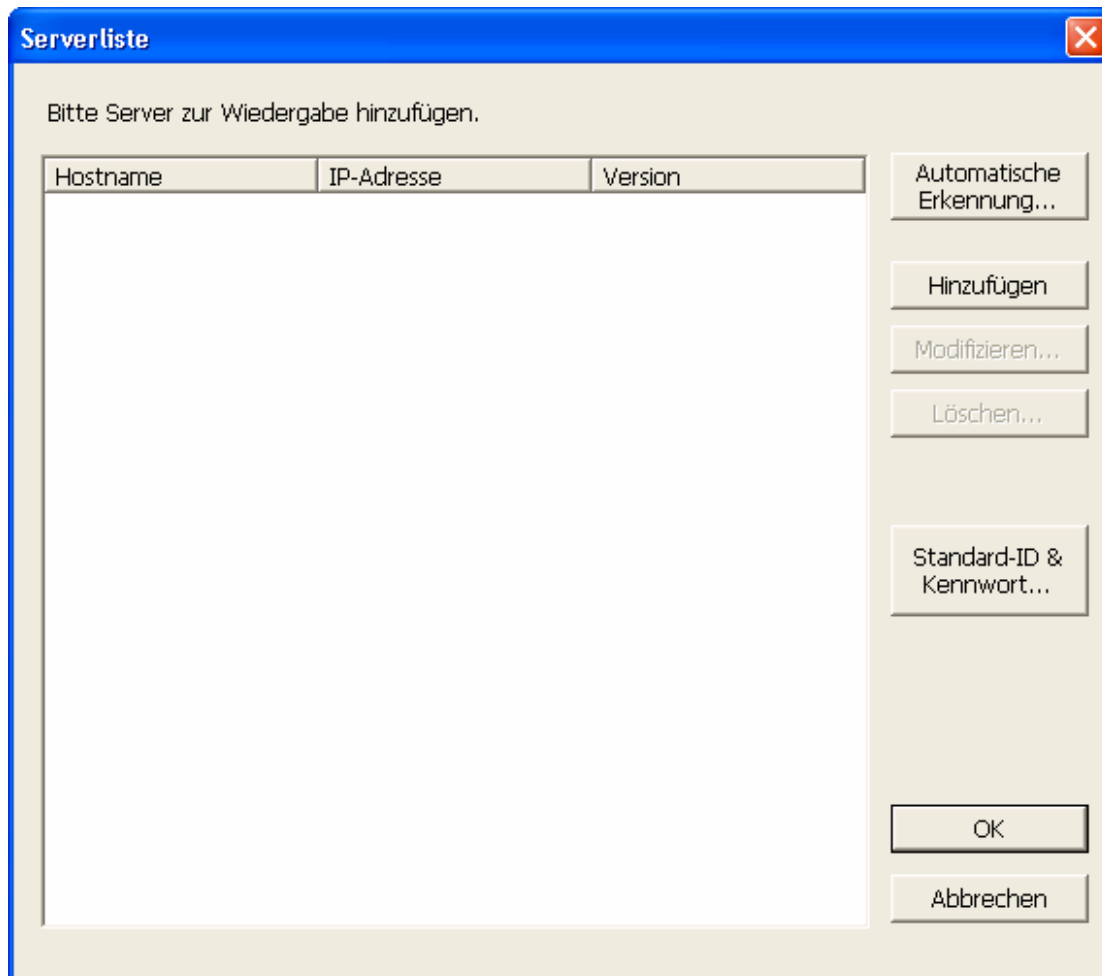 Serverliste
Bitte Server zur Wiedergabe hinzufügen.
Hostname IP-Adresse Version
Automatische
Erkennung...
Hinzufügen
Modifizieren...
Löschen...
Standard-ID &
Kennwort...
OK
Abbrechen